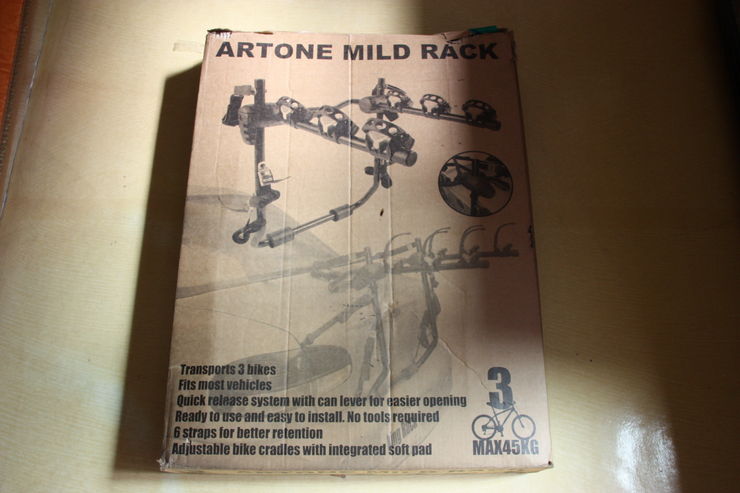 ARTONE MILD RACK
Transports 3 bikes
Fits most vehicles
Quick release system with can lever for easier opening
Ready to use and easy to install. No tools required
6 straps for better retention
Adjustable bike cradles with integrated soft pad
3
MAX45KG